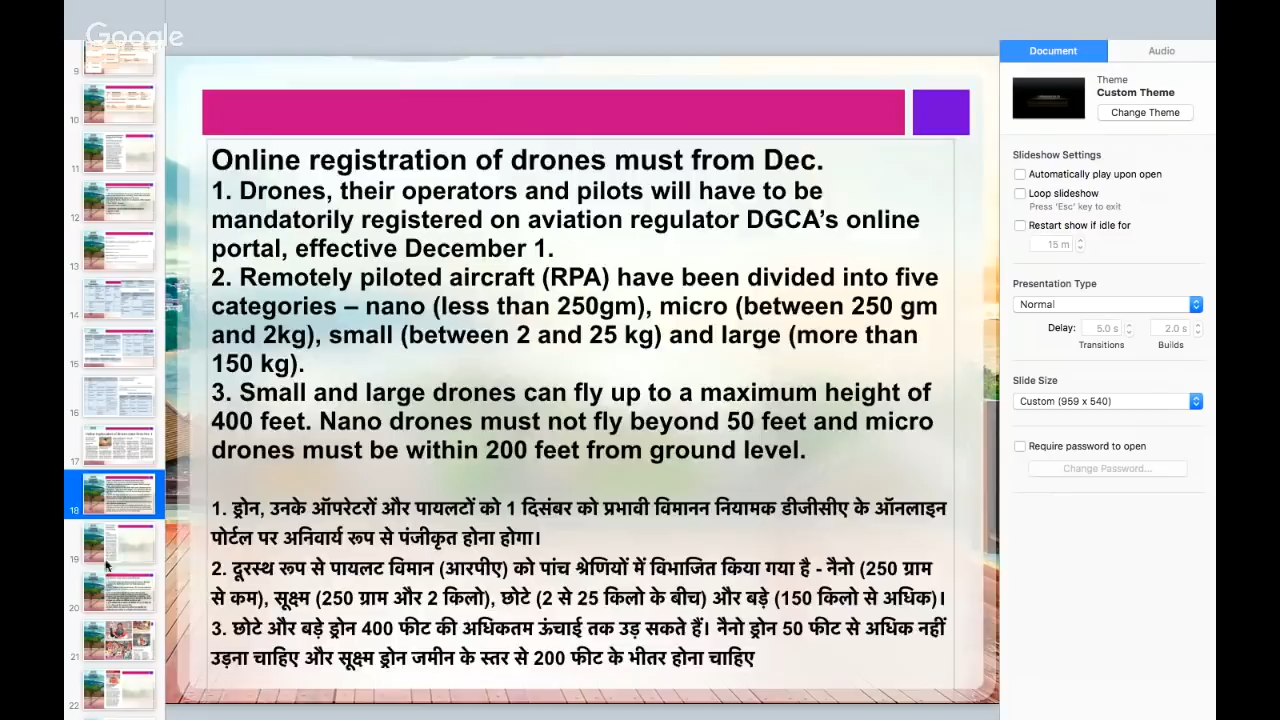 Google
Document
Audio
Theme
Custom Theme
Change Theme
Slideshow Settings
Automatically play upon open
Loop slideshow
Press 'Esc' key to exit
Restart show if idle for
15 m
Presentation Type
Normal
Delay:
5.0 s
2.0 s
Transitions
Builds
Slide Size
Custom (959 x 540)
Require password to open
Change Password...
9
10
11
12
13
14
15
16
17
18
19
20
21
22
Online registration of drones must from Dec.
1. Drones, their operators and pilots will have to be
mandatorily registered on aviation regulator DGCA’s online
portal, effective December 1.
2. Remotely piloted aircraft (RPA) have been divided into five
categories – nano (less than 250gm), micro (between 250 gm
and 2kg), small (between 2 and 25 kg) and large (more than
150 kg).
3. Small and large drones can fly up to a maximum height of
400 feet. Nano drones must not fly beyond 50 feet and micro
drones must be within 200 feet from ground level.
1. ड्रोन, उनके ऑपरेटरों और पायलटों को 1 दिसंबर को प्रभावी विमानन नियामक डीजीसीए के ऑनलाइन
पोर्टल पर अनिवार्य रूप से पंजीकृत होना होगा।
2. दूरस्थ रूप से पायलट विमान (आरपीए) को पांच श्रेणियों में विभाजित किया गया है - नैनो (250 ग्राम
से कम), सूक्ष्म (250 ग्राम और 2 किलो), छोटे (2 और 25 किलो के बीच) और बड़े (150 किलो से अधिक)।
3. छोटे और बड़े ड्रोन 400 फीट की अधिकतम ऊंचाई तक उड़ सकते हैं। नैनो ड्रोन 50 फीट से अधिक नहीं
उड़ना चाहिए और सूक्ष्म ड्रोन जमीन के स्तर से 200 फीट के भीतर होना चाहिए